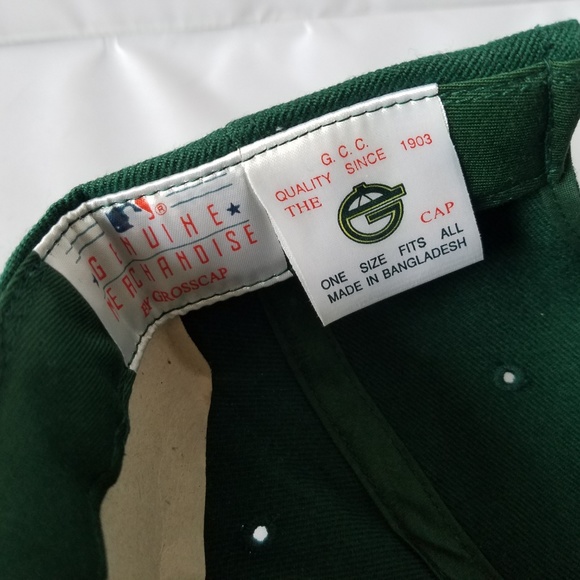 ® 
GENUINE
MERCHANDISE
BY GROSSCAP
G. C. C.
QUALITY SINCE 1903
THE G CAP
ONE SIZE FITS ALL
MADE IN BANGLADESH